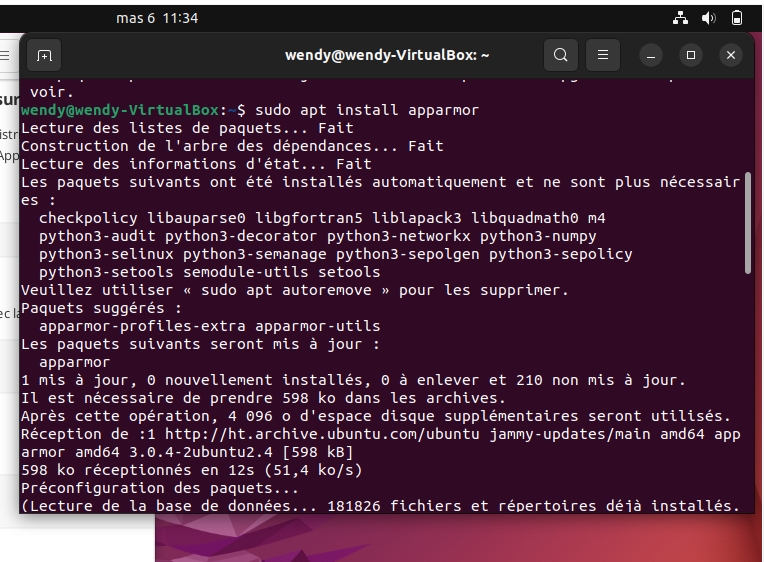 mas 6 11:34
wendy@wendy-VirtualBox: ~
voir.
wendy@wendy-VirtualBox:~$ sudo apt install apparmor
Lecture des listes de paquets... Fait
Construction de l'arbre des dépendances... Fait
Lecture des informations d'état... Fait
Les paquets suivants ont été installés automatiquement et ne sont plus nécessair
es :
checkpolicy libauparse0 libgfortran5 liblapack3 libquadmath0 m4
python3-audit python3-decorator python3-networkx python3-numpy
python3-selinux python3-semanage python3-sepolgen python3-sepolicy
python3-setools semodule-utils setools
Veuillez utiliser « sudo apt autoremove » pour les supprimer.
Paquets suggérés :
apparmor-profiles-extra apparmor-utils
Les paquets suivants seront mis à jour :
apparmor
1 mis à jour, 0 nouvellement installés, 0 à enlever et 210 non mis à jour.
Il est nécessaire de prendre 598 ko dans les archives.
Après cette opération, 4 096 o d'espace disque supplémentaires seront utilisés.
Réception de :1 http://ht.archive.ubuntu.com/ubuntu jammy-updates/main amd64 app
armor amd64 3.0.4-2ubuntu2.4 [598 kB]
598 ko réceptionnés en 12s (51,4 ko/s)
Préconfiguration des paquets...
(Lecture de la base de données... 181826 fichiers et répertoires déjà installés.